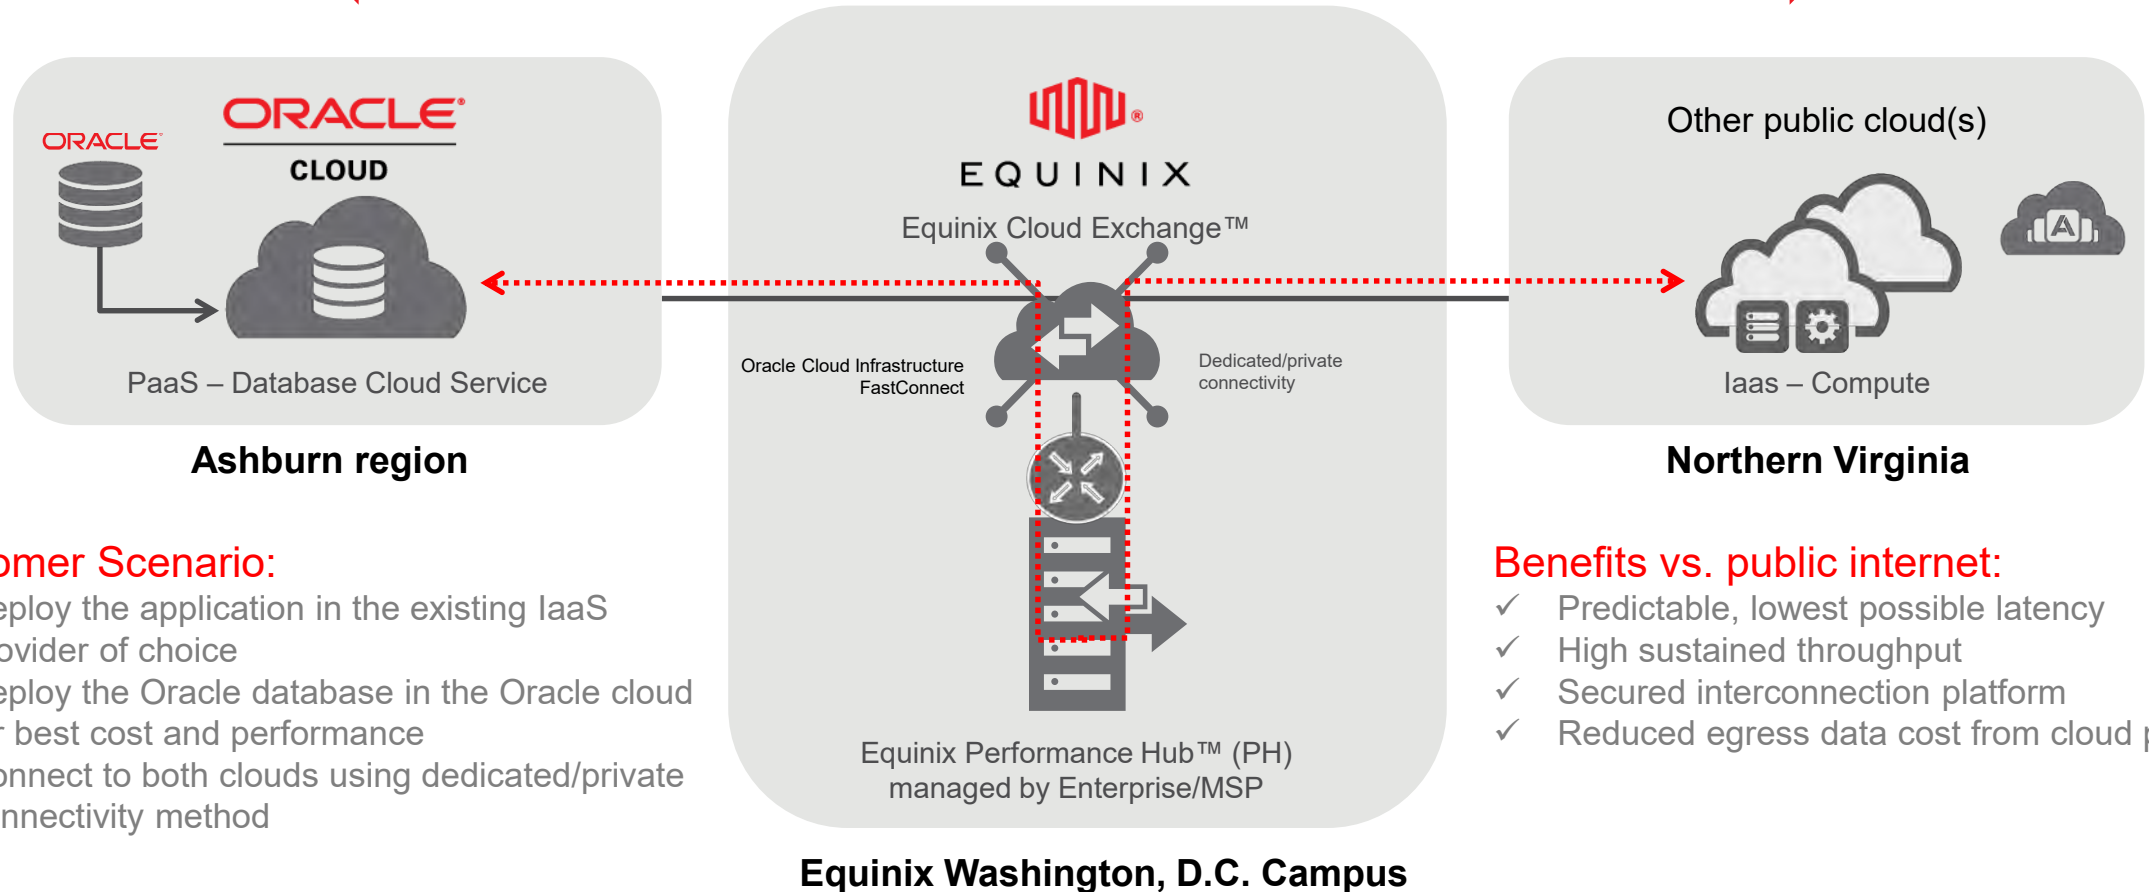 ORACLE®
CLOUD
ORACLE
PaaS – Database Cloud Service
Ashburn region
EQUINIX
Equinix Cloud Exchange™
Oracle Cloud Infrastructure
FastConnect
Dedicated/private
connectivity
Equinix Performance Hub™ (PH)
managed by Enterprise/MSP
Equinix Washington, D.C. Campus
Other public cloud(s)
A
Iaas – Compute
Northern Virginia
omer Scenario:
eploy the application in the existing IaaS
ovider of choice
eploy the Oracle database in the Oracle cloud
r best cost and performance
onnect to both clouds using dedicated/private
nnectivity method
Benefits vs. public internet:
✓ Predictable, lowest possible latency
✓ High sustained throughput
✓ Secured interconnection platform
✓ Reduced egress data cost from cloud p